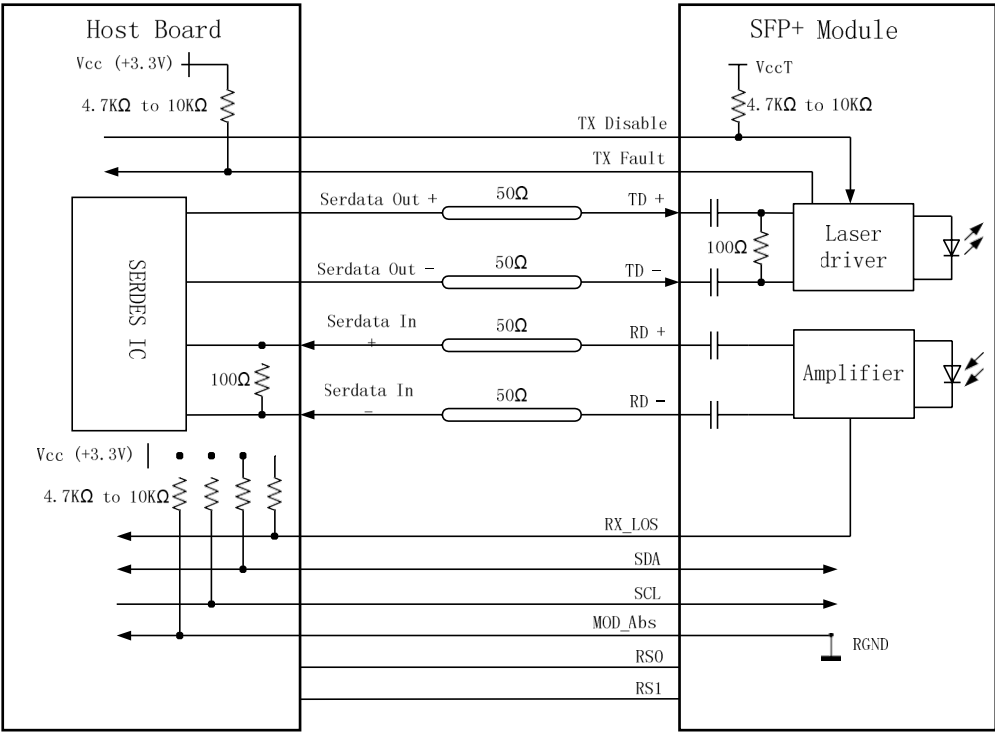 Host Board
SFP+ Module
Vcc (+3.3V)
VccT
4.7KΩ to 10KΩ
4.7KΩ to 10KΩ
TX Disable
TX Fault
Serdata Out +
50Ω
TD +
100Ω
Laser
driver
Serdata Out −
50Ω
TD −
SERDES IC
Serdata In
+
50Ω
RD +
100Ω
Amplifier
Serdata In
−
50Ω
RD −
Vcc (+3.3V)
4.7KΩ to 10KΩ
RX_LOS
SDA
SCL
MOD_Abs
RGND
RS0
RS1